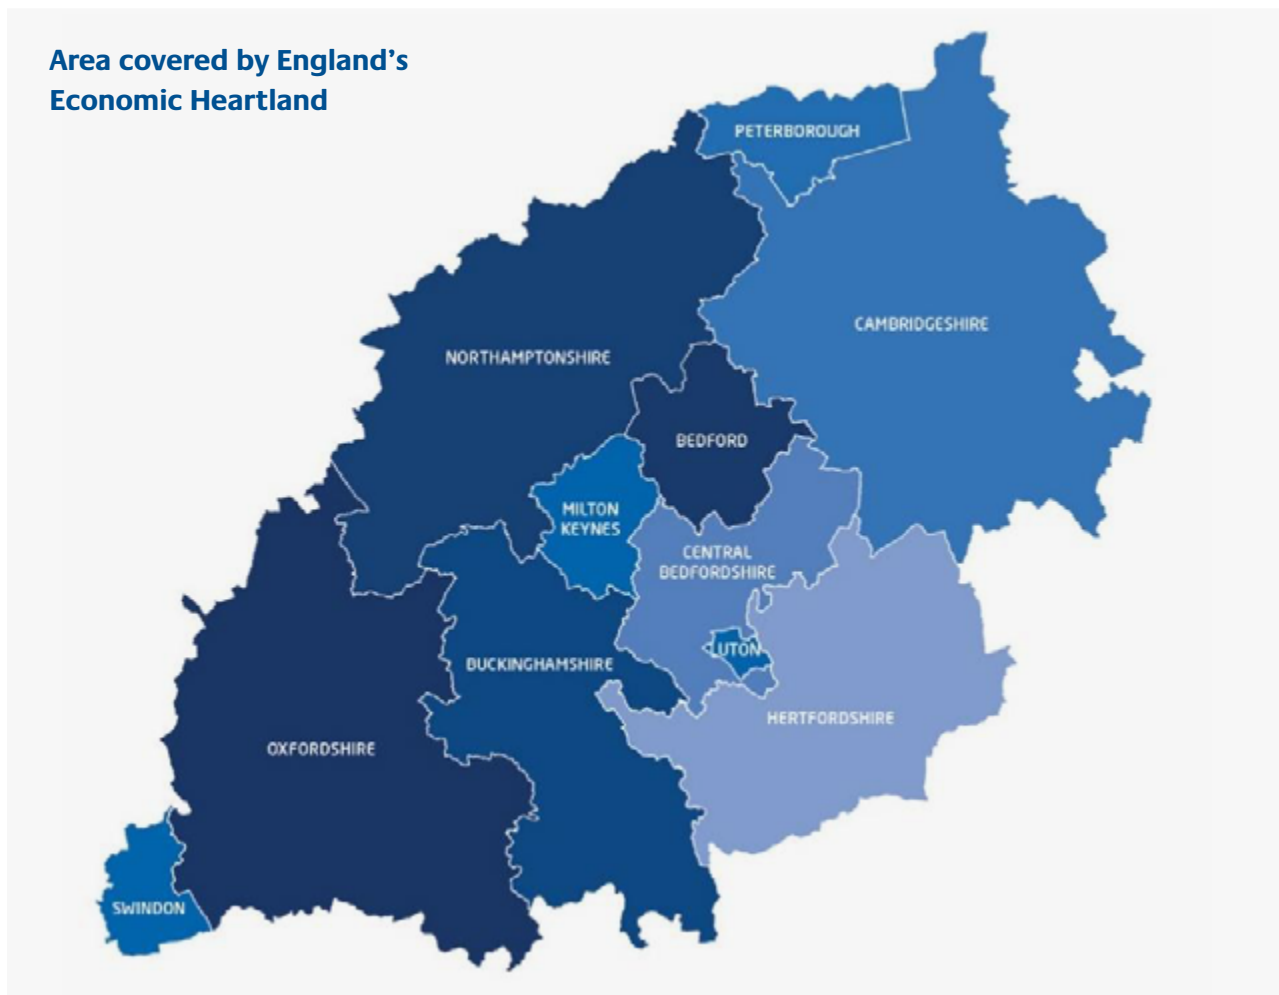 Area covered by England’s
Economic Heartland
PETERBOROUGH
CAMBRIDGESHIRE
NORTHAMPTONSHIRE
BEDFORD
MILTON
KEYNES
CENTRAL
BEDFORDSHIRE
LUTON
BUCKINGHAMSHIRE
HERTFORDSHIRE
OXFORDSHIRE
SWINDON